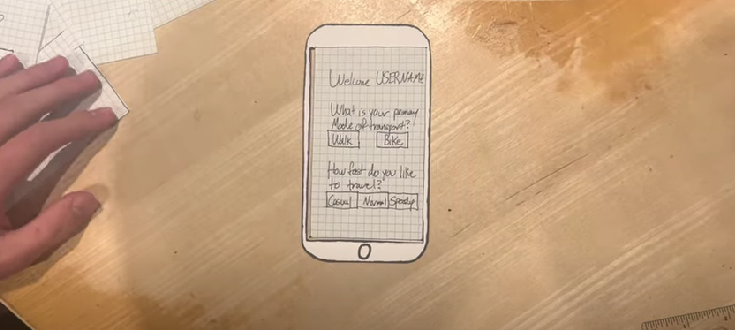 Welcome USERNAME
What is your primary
Mode of transport?
Walk Bike
How fast do you like
to travel?
Casual Normal Speedy